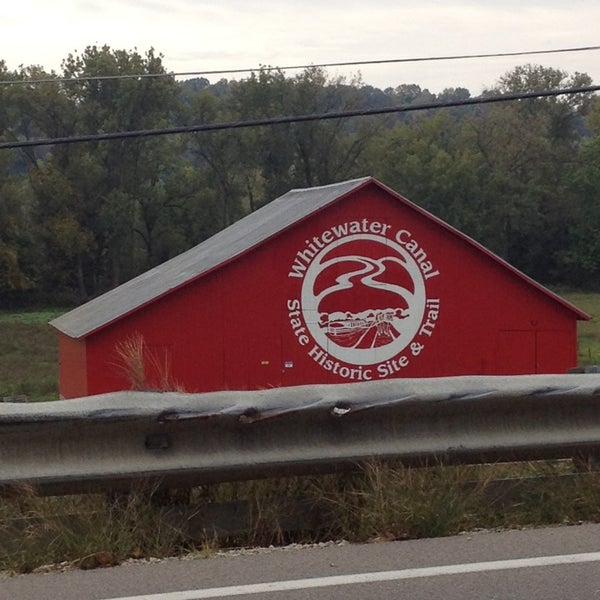 Whitewater Canal
State Historic Site & Trail